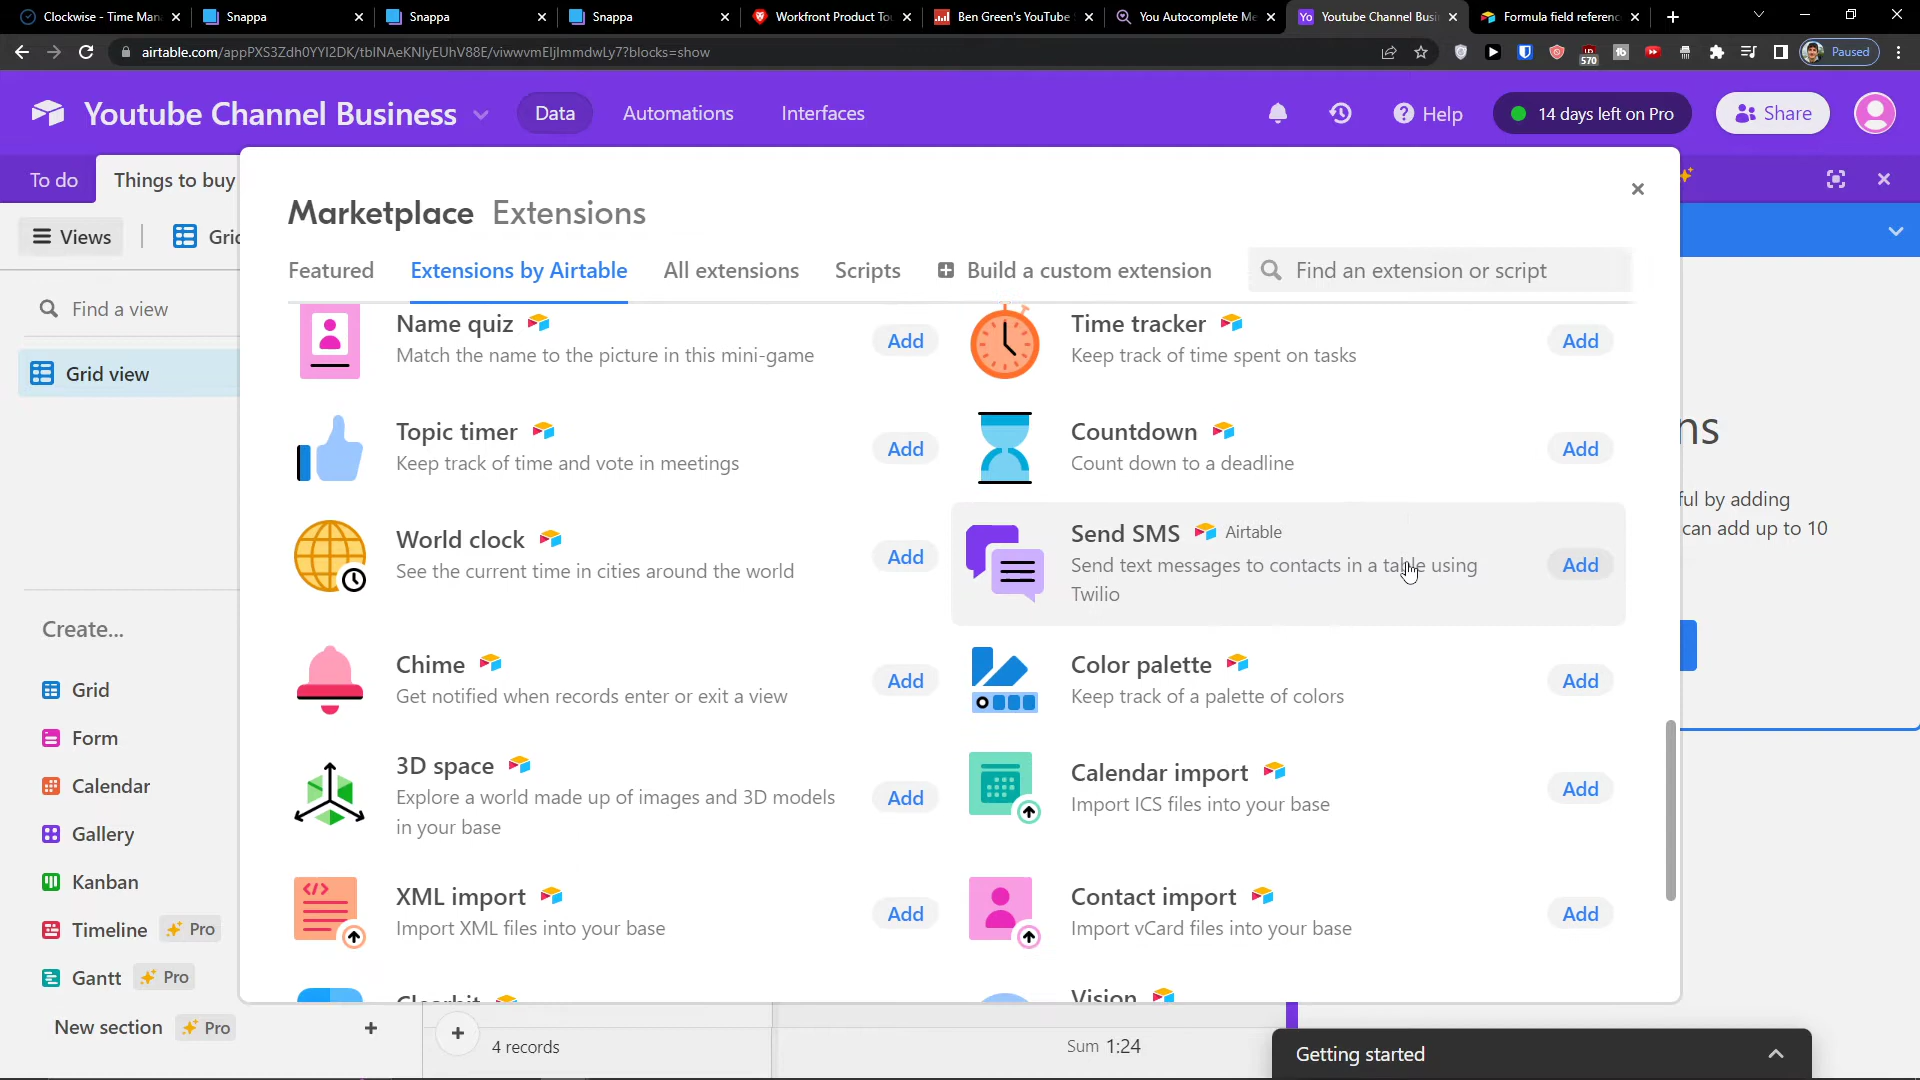 Clockwise - Time Man
Snappa
Snappa
Snappa
Workfront Product To
Ben Green's YouTube
You Autocomplete Me
Yo
Youtube Channel Busi
Formula field referenc
airtable.com/appPXS3Zdh0YYI2DK/tblNAeKNlyEUhV88E/viwwvmEljlmmdwLy7?blocks=show
570
Paused
Youtube Channel Business
Data
Automations
Interfaces
Help
14 days left on Pro
Share
To do
Things to buy
Marketplace Extensions
Views
Grid
Featured
Extensions by Airtable
All extensions
Scripts
Build a custom extension
Find an extension or script
Find a view
Grid view
Name quiz
Match the name to the picture in this mini-game
Add
Time tracker
Keep track of time spent on tasks
Add
Topic timer
Keep track of time and vote in meetings
Add
Countdown
Count down to a deadline
Add
ns
ful by adding
can add up to 10
World clock
See the current time in cities around the world
Add
Send SMS Airtable
Send text messages to contacts in a table using
Twilio
Add
Create...
Chime
Get notified when records enter or exit a view
Add
Color palette
Keep track of a palette of colors
Add
Grid
Form
Calendar
Gallery
Kanban
Timeline Pro
Gantt Pro
New section Pro
3D space
Explore a world made up of images and 3D models
in your base
Add
Calendar import
Import ICS files into your base
Add
XML import
Import XML files into your base
Add
Contact import
Import vCard files into your base
Add
Clearbit
Vision
4 records
Sum 1:24
Getting started